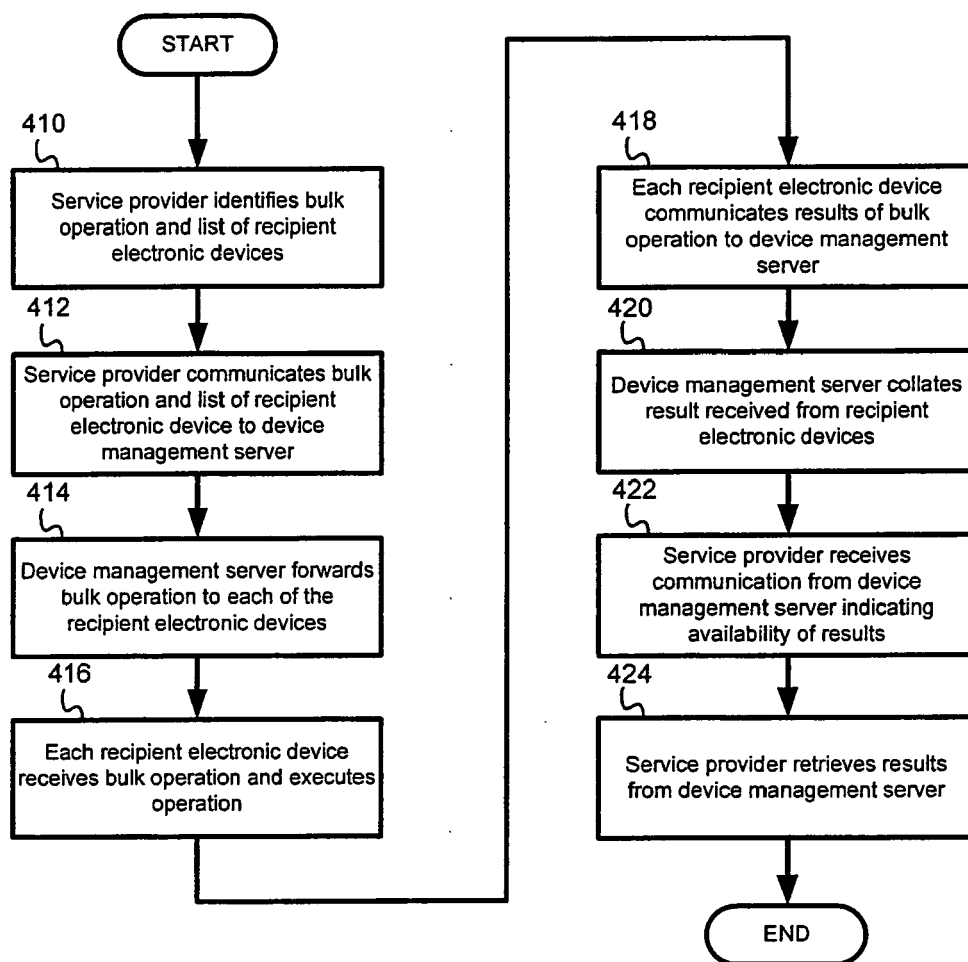 START
410
Service provider identifies bulk
operation and list of recipient
electronic devices
412
Service provider communicates bulk
operation and list of recipient
electronic device to device
management server
414
Device management server forwards
bulk operation to each of the
recipient electronic devices
416
Each recipient electronic device
receives bulk operation and executes
operation
418
Each recipient electronic device
communicates results of bulk
operation to device management
server
420
Device management server collates
result received from recipient
electronic devices
422
Service provider receives
communication from device
management server indicating
availability of results
424
Service provider retrieves results
from device management server
END